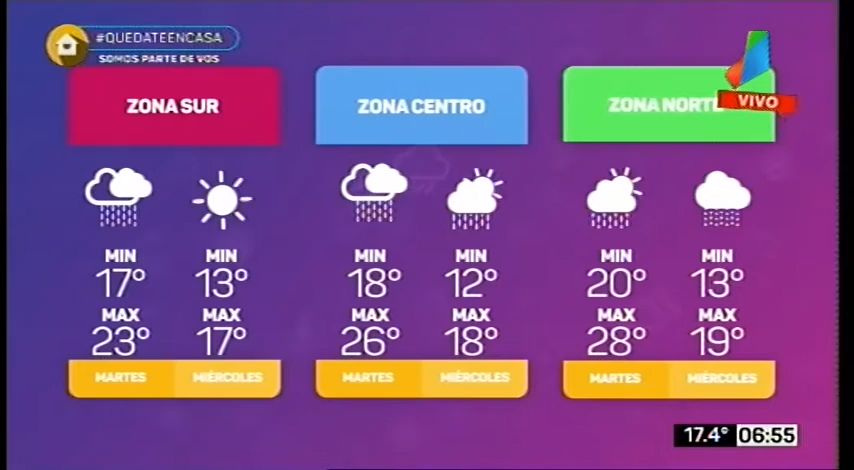 #QUEDATEENCASA
SOMOS PARTE DE VOS
VIVO
ZONA SUR
MIN MIN
17° 13°
MAX MAX
23° 17°
MARTES MIÉRCOLES
ZONA CENTRO
MIN MIN
18° 12°
MAX MAX
26° 18°
MARTES MIÉRCOLES
ZONA NORTE
MIN MIN
20° 13°
MAX MAX
28° 19°
MARTES MIÉRCOLES
17.4° 06:55